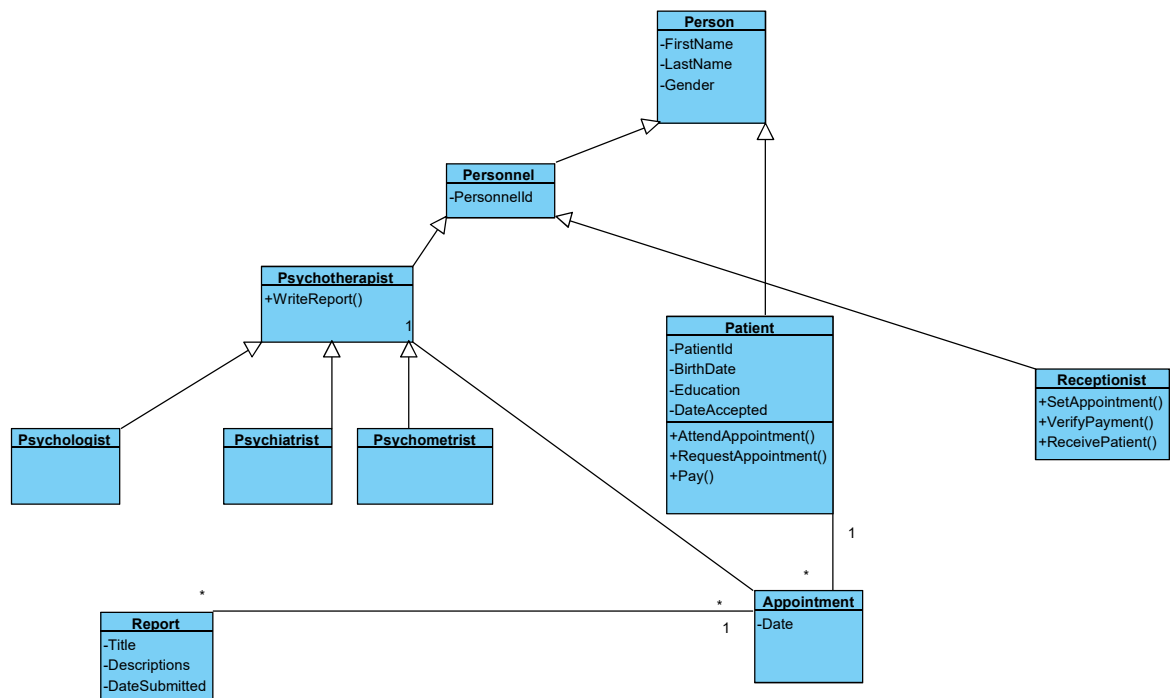 Person
-FirstName
-LastName
-Gender
Personnel
-PersonnelId
Psychotherapist
+WriteReport()
1
Patient
-PatientId
-BirthDate
-Education
-DateAccepted
+AttendAppointment()
+RequestAppointment()
+Pay()
Receptionist
+SetAppointment()
+VerifyPayment()
+ReceivePatient()
Psychologist
Psychiatrist
Psychometrist
1
*
*
*
1
Appointment
-Date
Report
-Title
-Descriptions
-DateSubmitted